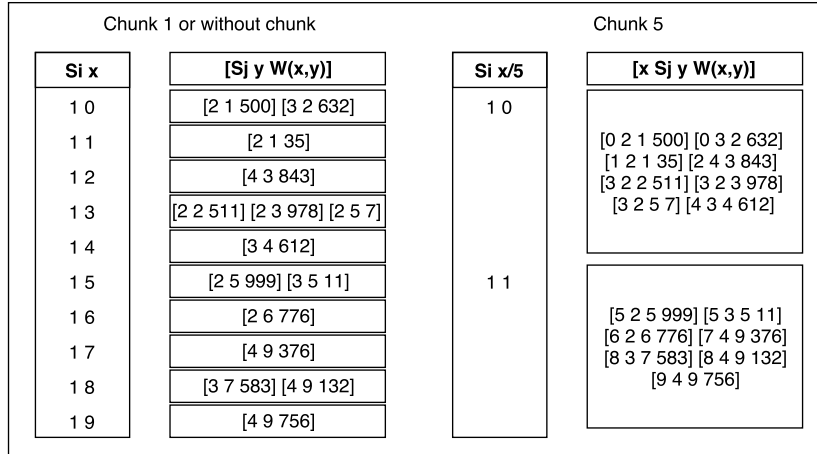 Chunk 1 or without chunk
Si x
[Sj y W(x,y)]
1 0
[2 1 500] [3 2 632]
1 1
[2 1 35]
1 2
[4 3 843]
1 3
[2 2 511] [2 3 978] [2 5 7]
1 4
[3 4 612]
1 5
[2 5 999] [3 5 11]
1 6
[2 6 776]
1 7
[4 9 376]
1 8
[3 7 583] [4 9 132]
1 9
[4 9 756]
Chunk 5
Si x/5
[x Sj y W(x,y)]
1 0
[0 2 1 500] [0 3 2 632]
[1 2 1 35] [2 4 3 843]
[3 2 2 511] [3 2 3 978]
[3 2 5 7] [4 3 4 612]
1 1
[5 2 5 999] [5 3 5 11]
[6 2 6 776] [7 4 9 376]
[8 3 7 583] [8 4 9 132]
[9 4 9 756]